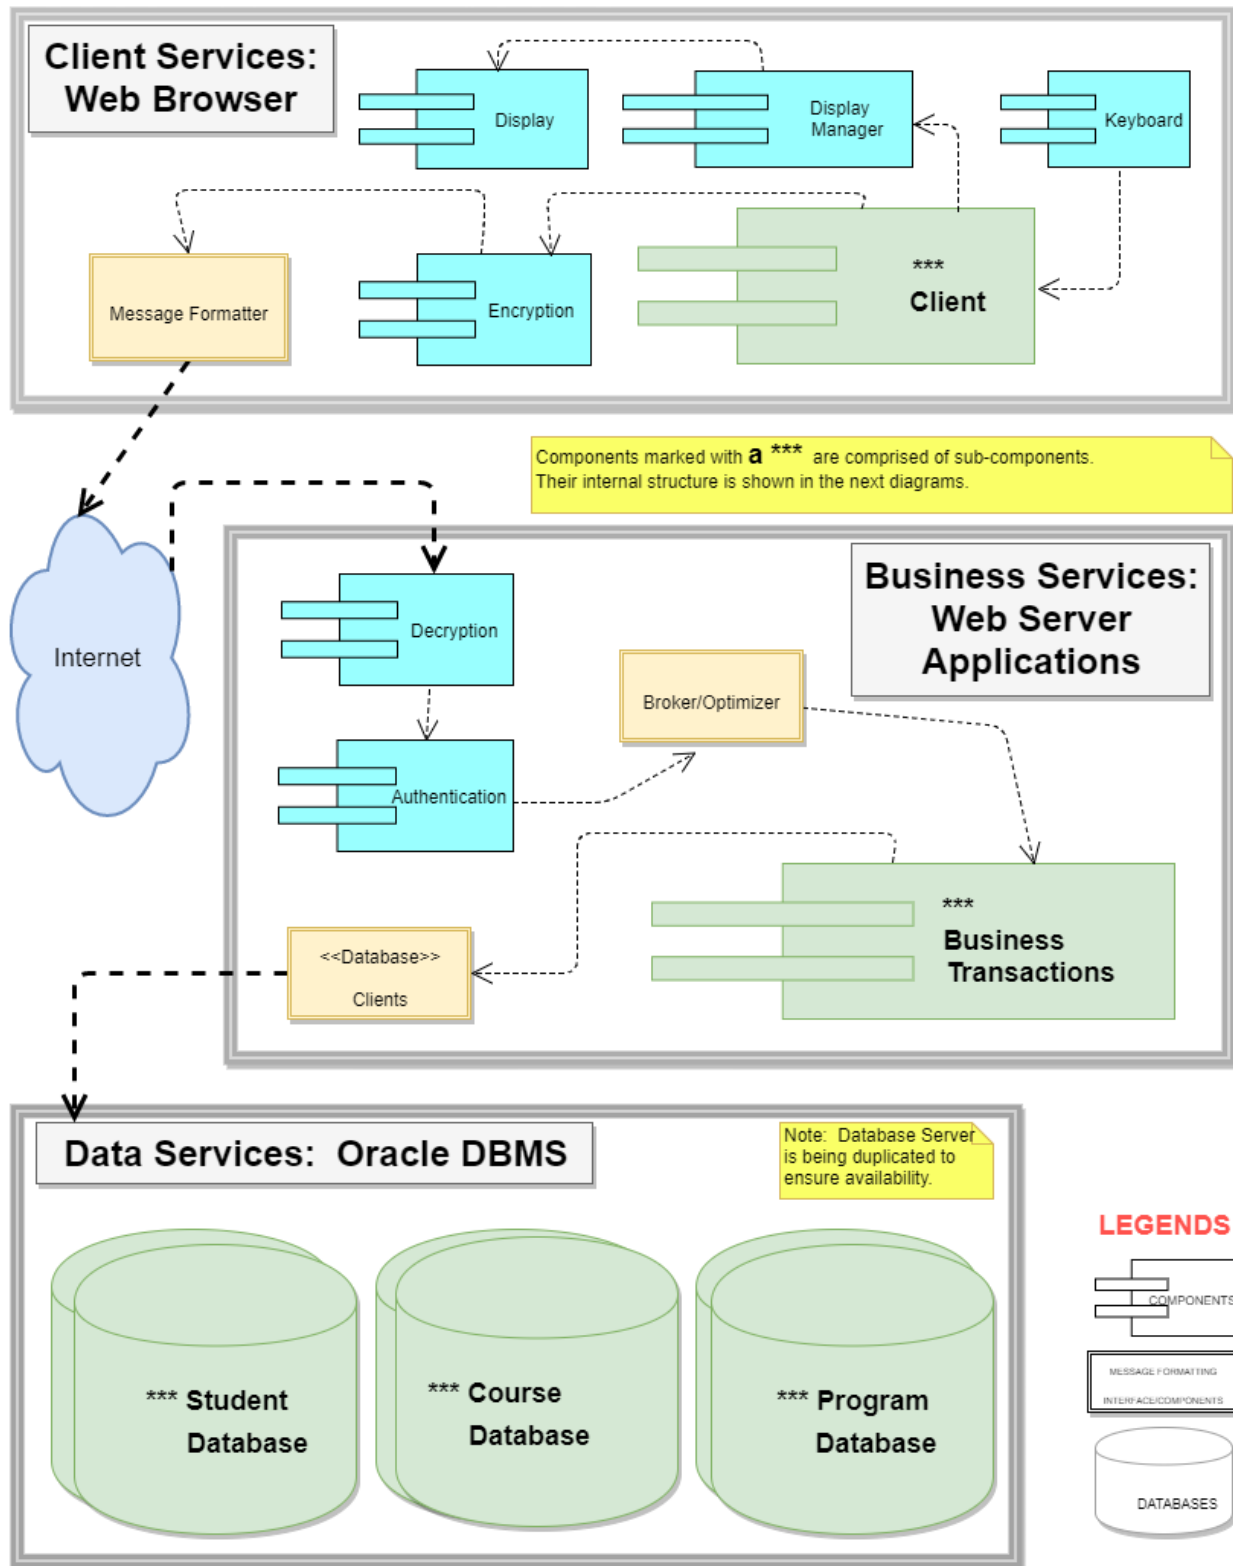 Client Services:
Web Browser
Display
Display
Manager
Keyboard
Message Formatter
Encryption
***
Client
Components marked with a *** are comprised of sub-components.
Their internal structure is shown in the next diagrams.
Internet
Business Services:
Web Server
Applications
Decryption
Broker/Optimizer
Authentication
***
Business
Transactions
<<Database>>
Clients
Data Services: Oracle DBMS
Note: Database Server
is being duplicated to
ensure availability.
*** Student
Database
*** Course
Database
*** Program
Database
LEGENDS
COMPONENTS
MESSAGE FORMATTING
INTERFACE/COMPONENTS
DATABASES